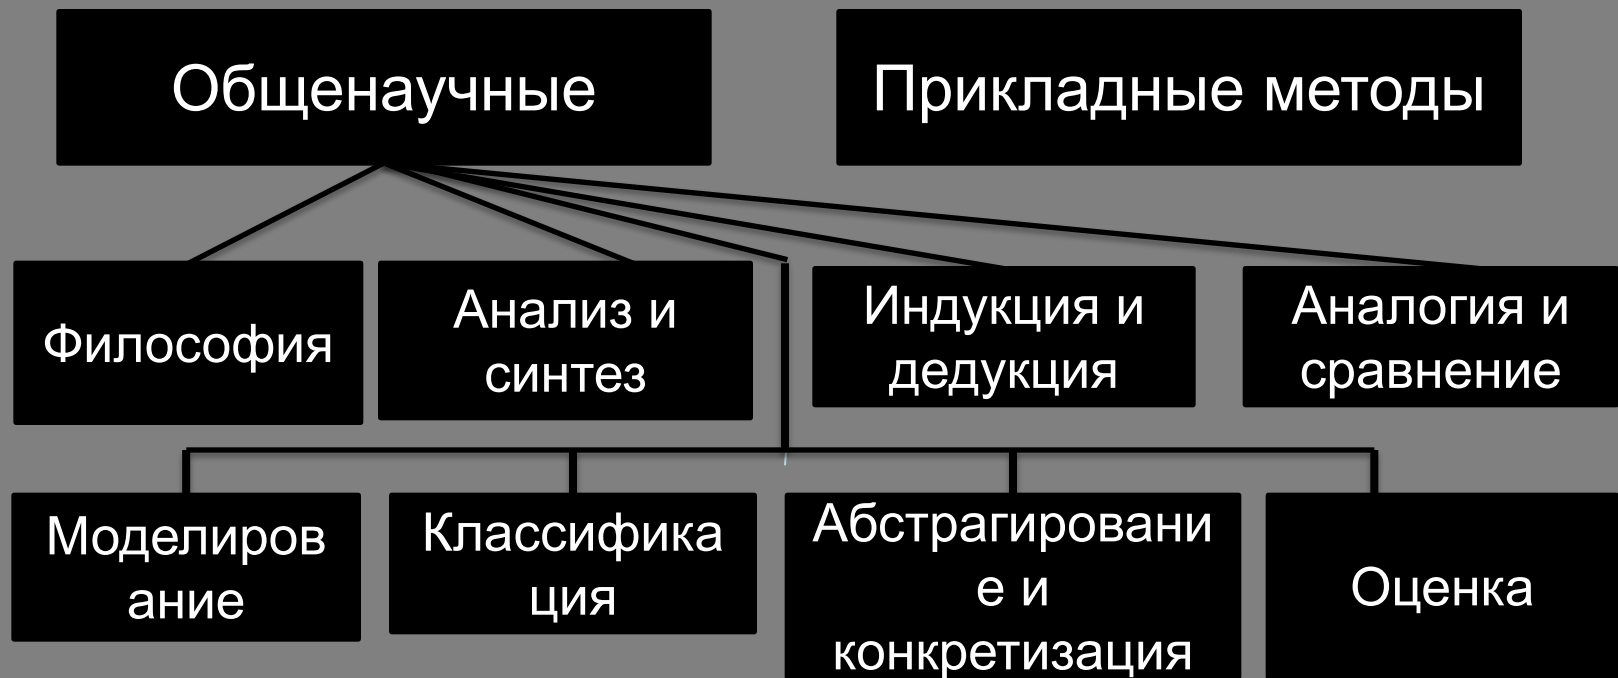 Общенаучные
Прикладные методы
Философия
Анализ и
синтез
Индукция и
дедукция
Аналогия и
сравнение
Моделиров
ание
Классифика
ция
Абстрагировани
е и
конкретизация
Оценка